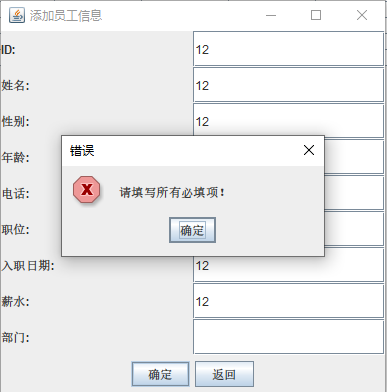 添加员工信息
ID: 12
姓名: 12
性别: 12
错误
年龄:
请填写所有必填项！
电话:
确定
职位:
入职日期: 12
薪水: 12
部门:
确定 返回